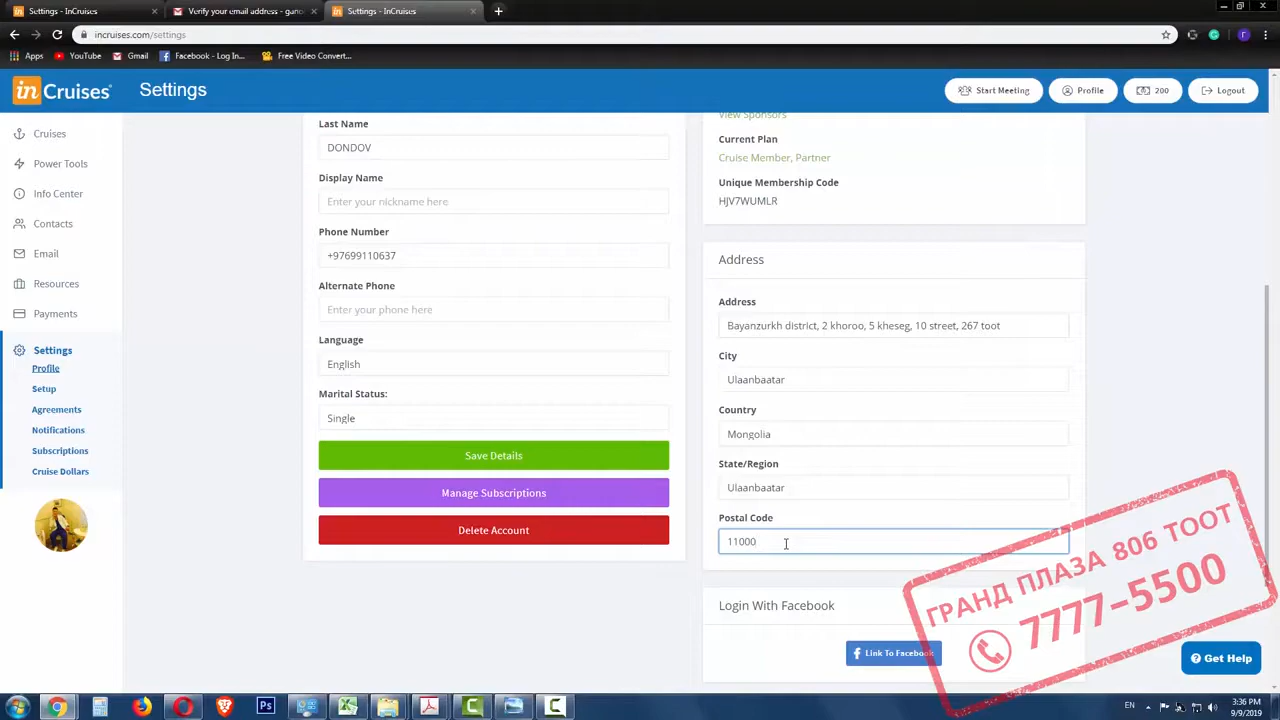 Settings - InCruises
Verify your email address - gano
Settings - InCruises
incruises.com/settings
Apps
YouTube
Gmail
Facebook - Log In...
Free Video Convert...
in Cruises
Settings
Start Meeting
Profile
200
Logout
Cruises
Power Tools
Info Center
Contacts
Email
Resources
Payments
Settings
Profile
Setup
Agreements
Notifications
Subscriptions
Cruise Dollars
Last Name
DONDOV
Display Name
Enter your nickname here
Phone Number
+97699110637
Alternate Phone
Enter your phone here
Language
English
Marital Status:
Single
Save Details
Manage Subscriptions
Delete Account
View Sponsors
Current Plan
Cruise Member, Partner
Unique Membership Code
HJV7WUMLR
Address
Address
Bayanzurkh district, 2 khoroo, 5 kheseg, 10 street, 267 toot
City
Ulaanbaatar
Country
Mongolia
State/Region
Ulaanbaatar
Postal Code
11000
Login With Facebook
Link To Facebook
ГРАНД ПЛАЗА 806 ТООТ
7777-5500
Get Help
EN
3:36 PM
9/9/2019